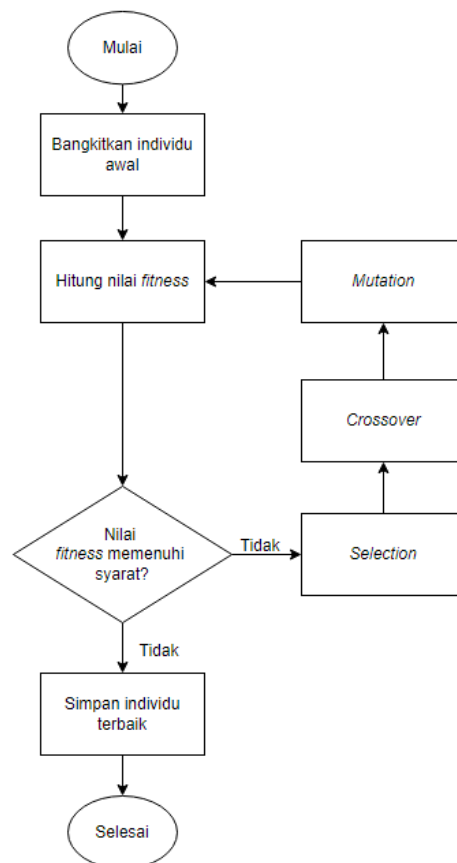 Mulai
Bangkitkan individu
awal
Hitung nilai fitness
Mutation
Crossover
Nilai
fitness memenuhi
syarat?
Tidak
Selection
Tidak
Simpan individu
terbaik
Selesai